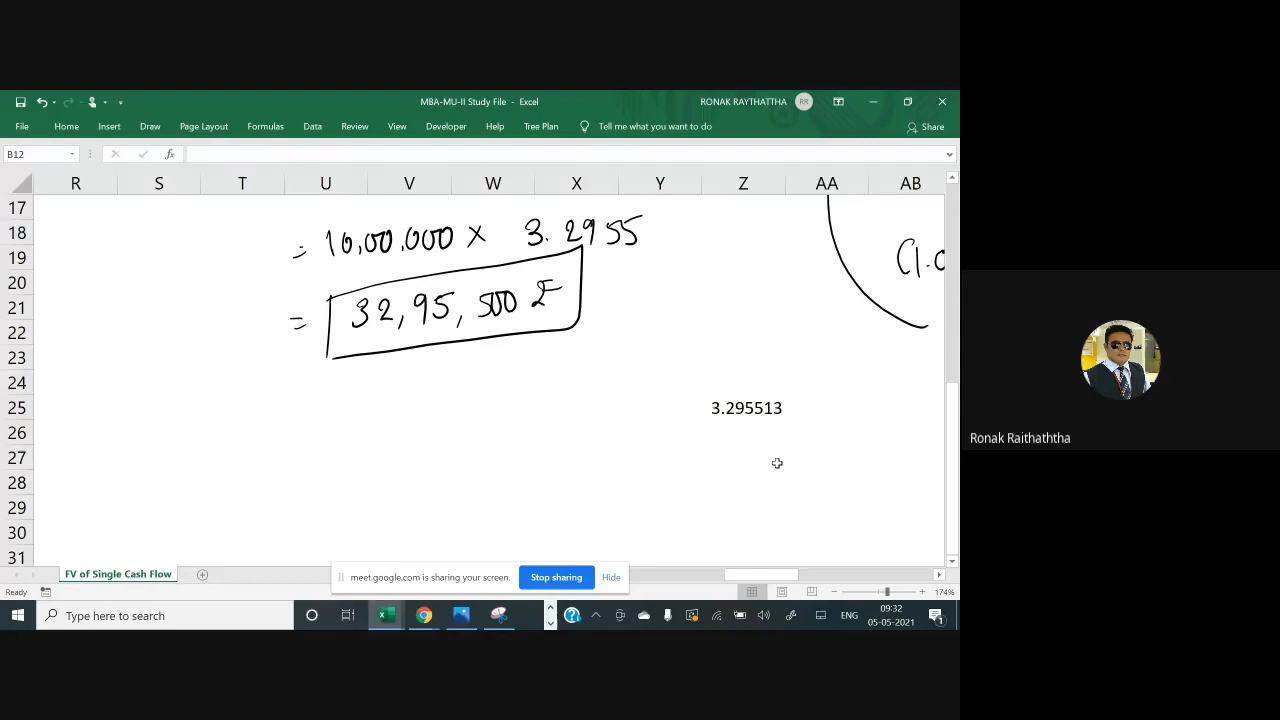 MBA-MU-II Study File - Excel
RONAK RAYTHATTHA RR
File Home Insert Draw Page Layout Formulas Data Review View Developer Help Tree Plan Tell me what you want to do Share
B12 fx
R S T U V W X Y Z AA AB
17
18
19
20
21
22
23
24
25
26
27
28
29
30
31
= 10,00,000 × 3.2955
= 32,95,500 ₹
(1.0
3.295513
Ronak Raithaththa
FV of Single Cash Flow
meet.google.com is sharing your screen. Stop sharing Hide
Ready 174%
Type here to search
ENG
09:32
05-05-2021
1